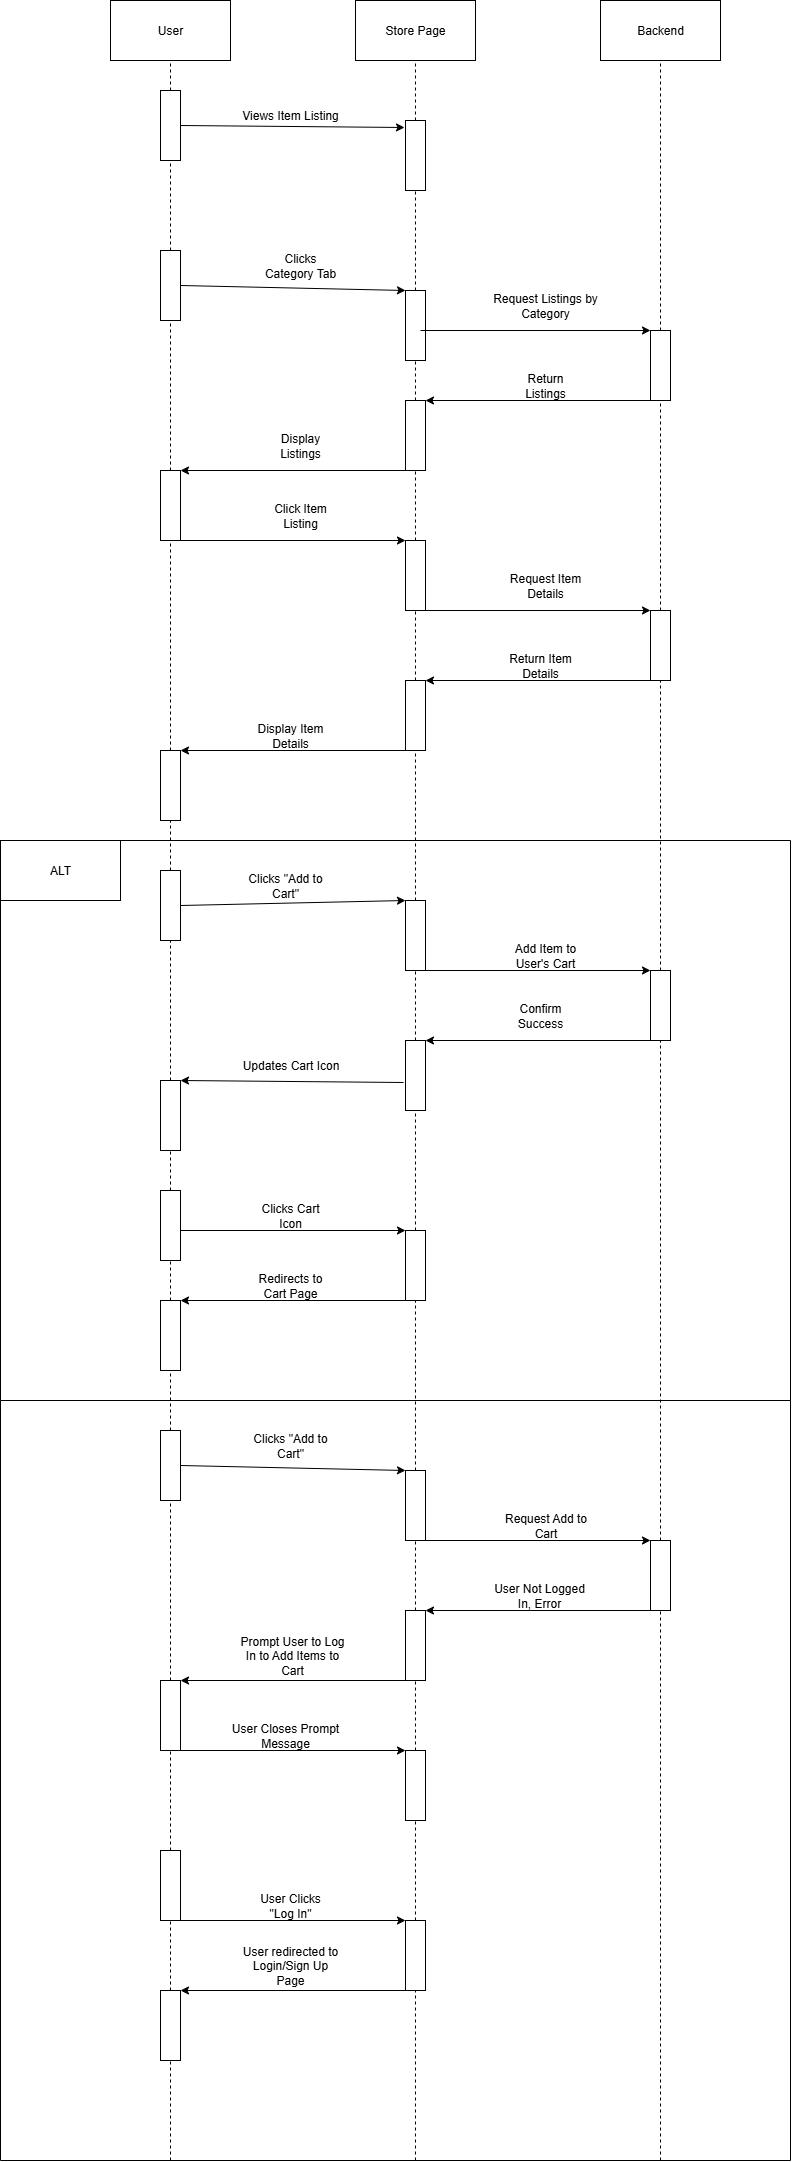 User
Store Page
Backend
Views Item Listing
Clicks
Category Tab
Request Listings by
Category
Return
Listings
Display
Listings
Click Item
Listing
Request Item
Details
Return Item
Details
Display Item
Details
ALT
Clicks "Add to
Cart"
Add Item to
User's Cart
Confirm
Success
Updates Cart Icon
Clicks Cart
Icon
Redirects to
Cart Page
Clicks "Add to
Cart"
Request Add to
Cart
User Not Logged
In, Error
Prompt User to Log
In to Add Items to
Cart
User Closes Prompt
Message
User Clicks
"Log In"
User redirected to
Login/Sign Up
Page